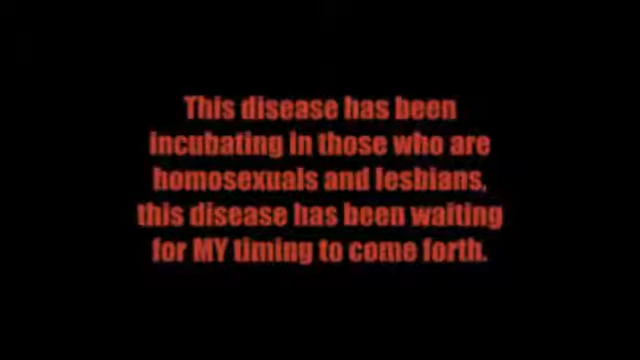 This disease has been
incubating in those who are
homosexuals and lesbians,
this disease has been waiting
for MY timing to come forth.